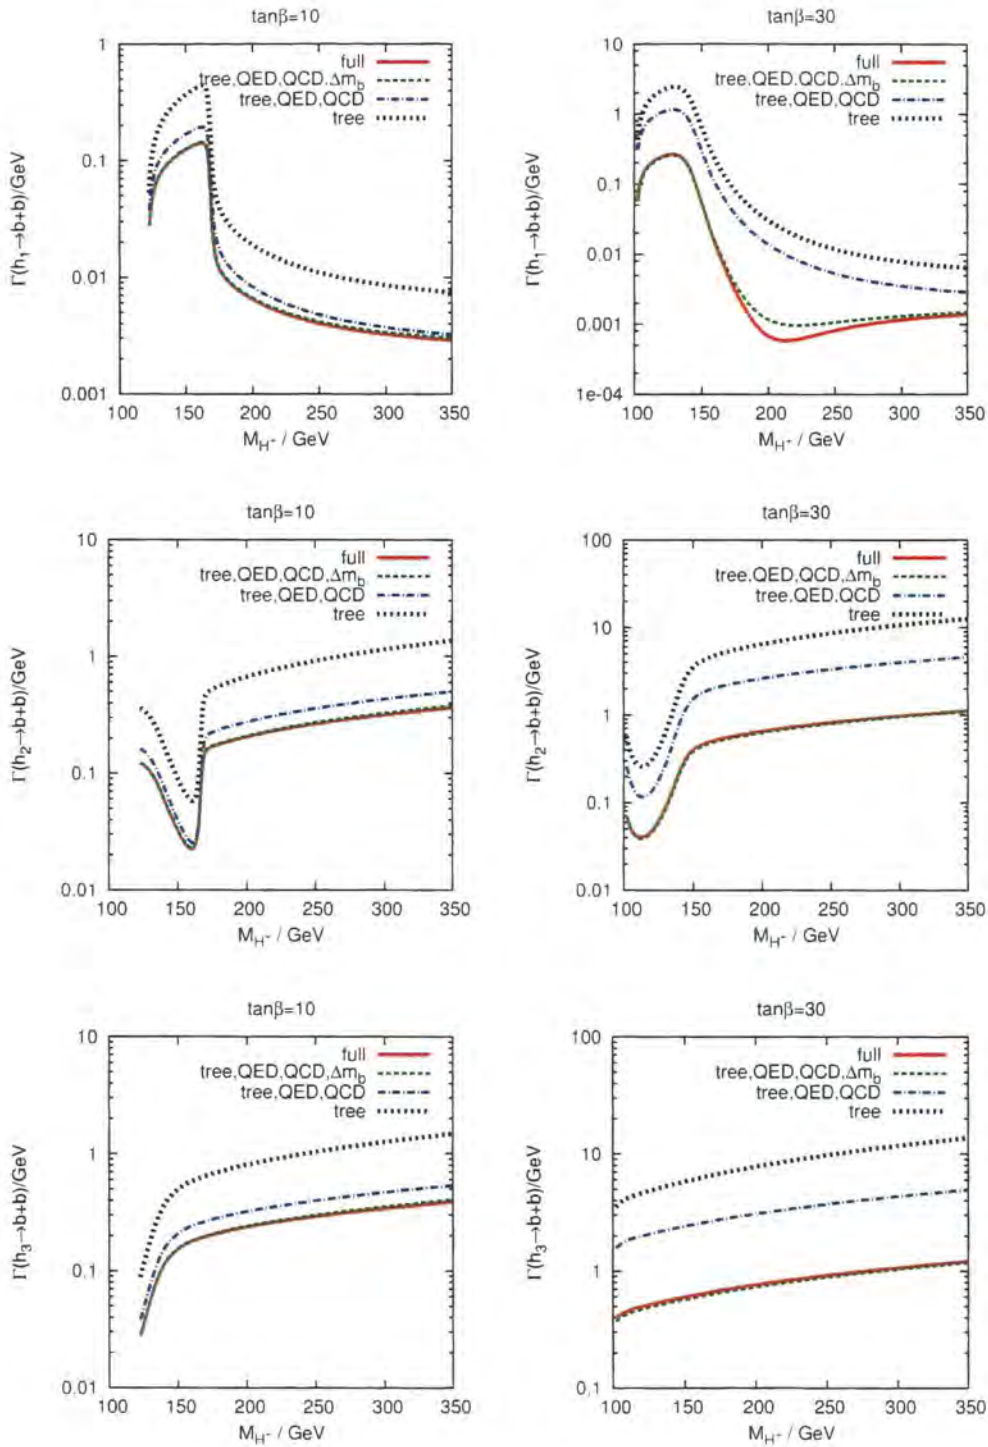 tanβ=10
1
0.1
0.01
0.001
Γ(h₁→b+b)/GeV
full
tree,QED,QCD,Δm_b
tree,QED,QCD
tree
100 150 200 250 300 350
M_H⁻ / GeV
tanβ=30
10
1
0.1
0.01
0.001
1e-04
Γ(h₁→b+b)/GeV
full
tree,QED,QCD,Δm_b
tree,QED,QCD
tree
100 150 200 250 300 350
M_H⁻ / GeV
tanβ=10
10
1
0.1
0.01
Γ(h₂→b+b)/GeV
full
tree,QED,QCD,Δm_b
tree,QED,QCD
tree
100 150 200 250 300 350
M_H⁻ / GeV
tanβ=30
100
10
1
0.1
0.01
Γ(h₂→b+b)/GeV
full
tree,QED,QCD,Δm_b
tree,QED,QCD
tree
100 150 200 250 300 350
M_H⁻ / GeV
tanβ=10
10
1
0.1
0.01
Γ(h₃→b+b)/GeV
full
tree,QED,QCD,Δm_b
tree,QED,QCD
tree
100 150 200 250 300 350
M_H⁻ / GeV
tanβ=30
100
10
1
0.1
Γ(h₃→b+b)/GeV
full
tree,QED,QCD,Δm_b
tree,QED,QCD
tree
100 150 200 250 300 350
M_H⁻ / GeV